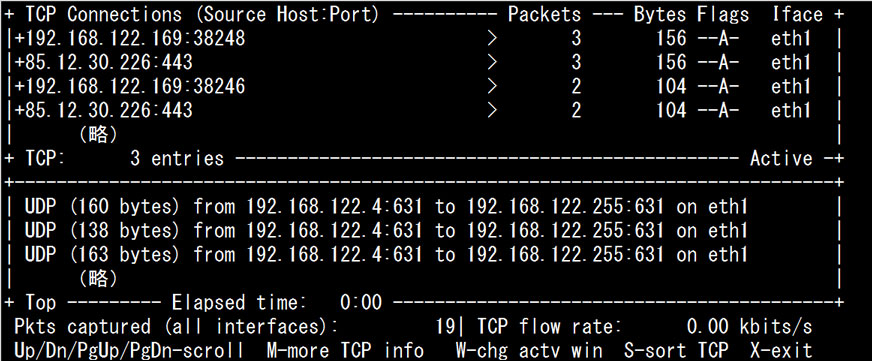 + TCP Connections (Source Host:Port) ---------- Packets --- Bytes Flags  Iface +
|+192.168.122.169:38248                       >       3       156 --A-   eth1  |
|+85.12.30.226:443                            >       3       156 --A-   eth1  |
|+192.168.122.169:38246                       >       2       104 --A-   eth1  |
|+85.12.30.226:443                            >       2       104 --A-   eth1  |
|      (略)                                                                    |
+ TCP:      3 entries ------------------------------------------------ Active -+
+------------------------------------------------------------------------------+
| UDP (160 bytes) from 192.168.122.4:631 to 192.168.122.255:631 on eth1        |
| UDP (138 bytes) from 192.168.122.4:631 to 192.168.122.255:631 on eth1        |
| UDP (163 bytes) from 192.168.122.4:631 to 192.168.122.255:631 on eth1        |
|      (略)                                                                    |
+ Top --------- Elapsed time:   0:00 ------------------------------------------+
 Pkts captured (all interfaces):         19| TCP flow rate:      0.00 kbits/s
 Up/Dn/PgUp/PgDn-scroll  M-more TCP info   W-chg actv win  S-sort TCP  X-exit